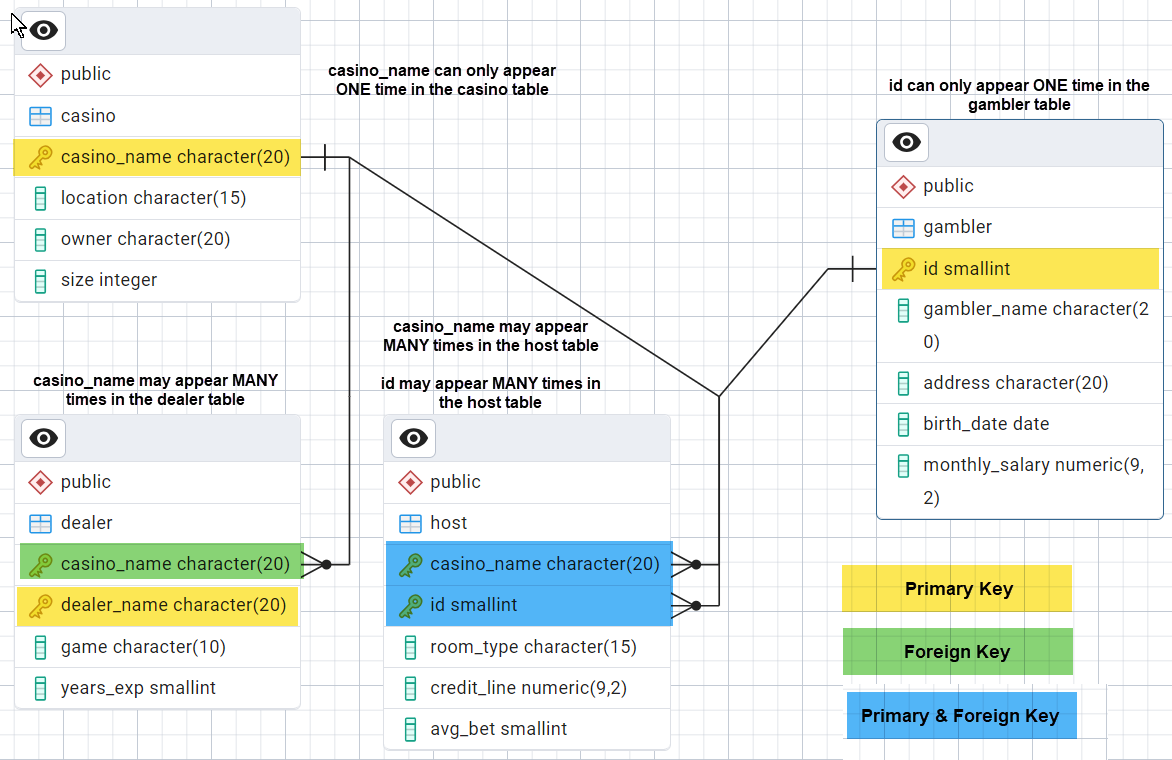 public
casino
casino_name character(20)
location character(15)
owner character(20)
size integer
casino_name can only appear
ONE time in the casino table
id can only appear ONE time in the
gambler table
public
gambler
id smallint
gambler_name character(2
0)
address character(20)
birth_date date
monthly_salary numeric(9,
2)
casino_name may appear MANY
times in the dealer table
public
dealer
casino_name character(20)
dealer_name character(20)
game character(10)
years_exp smallint
casino_name may appear
MANY times in the host table
id may appear MANY times in
the host table
public
host
casino_name character(20)
id smallint
room_type character(15)
credit_line numeric(9,2)
avg_bet smallint
Primary Key
Foreign Key
Primary & Foreign Key